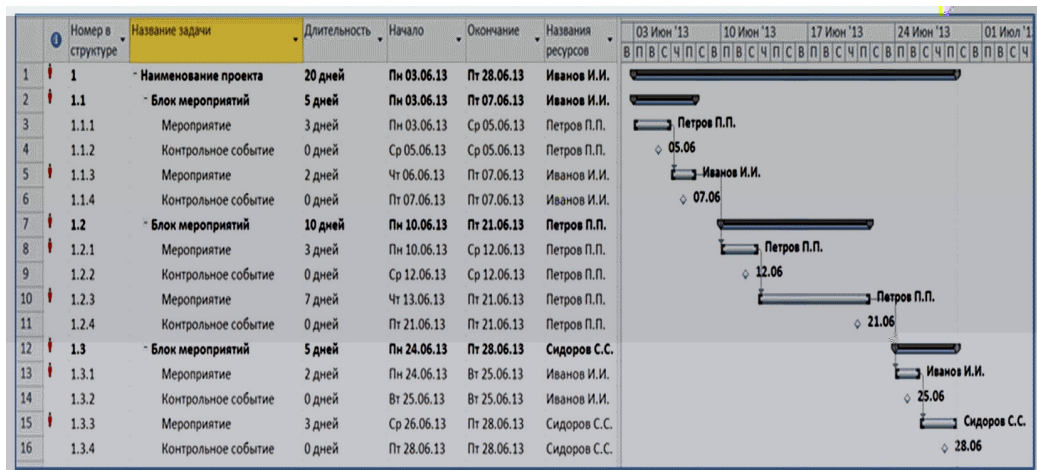 Номер в структуре Название задачи Длительность Начало Окончание Названия ресурсов 03 Июн '13 10 Июн '13 17 Июн '13 24 Июн '13 01 Июл '1
В П В С Ч П С В П В С Ч П С В П В С Ч П С В П В С Ч П С В П В С Ч
1 1 - Наименование проекта 20 дней Пн 03.06.13 Пт 28.06.13 Иванов И.И.
2 1.1 - Блок мероприятий 5 дней Пн 03.06.13 Пт 07.06.13 Иванов И.И.
3 1.1.1 Мероприятие 3 дней Пн 03.06.13 Ср 05.06.13 Петров П.П. Петров П.П.
4 1.1.2 Контрольное событие 0 дней Ср 05.06.13 Ср 05.06.13 Петров П.П. 05.06
5 1.1.3 Мероприятие 2 дней Чт 06.06.13 Пт 07.06.13 Иванов И.И. Иванов И.И.
6 1.1.4 Контрольное событие 0 дней Пт 07.06.13 Пт 07.06.13 Иванов И.И. 07.06
7 1.2 - Блок мероприятий 10 дней Пн 10.06.13 Пт 21.06.13 Петров П.П.
8 1.2.1 Мероприятие 3 дней Пн 10.06.13 Ср 12.06.13 Петров П.П. Петров П.П.
9 1.2.2 Контрольное событие 0 дней Ср 12.06.13 Ср 12.06.13 Петров П.П. 12.06
10 1.2.3 Мероприятие 7 дней Чт 13.06.13 Пт 21.06.13 Петров П.П. Петров П.П.
11 1.2.4 Контрольное событие 0 дней Пт 21.06.13 Пт 21.06.13 Петров П.П. 21.06
12 1.3 - Блок мероприятий 5 дней Пн 24.06.13 Пт 28.06.13 Сидоров С.С.
13 1.3.1 Мероприятие 2 дней Пн 24.06.13 Вт 25.06.13 Иванов И.И. Иванов И.И.
14 1.3.2 Контрольное событие 0 дней Вт 25.06.13 Вт 25.06.13 Иванов И.И. 25.06
15 1.3.3 Мероприятие 3 дней Ср 26.06.13 Пт 28.06.13 Сидоров С.С. Сидоров С.С.
16 1.3.4 Контрольное событие 0 дней Пт 28.06.13 Пт 28.06.13 Сидоров С.С. 28.06